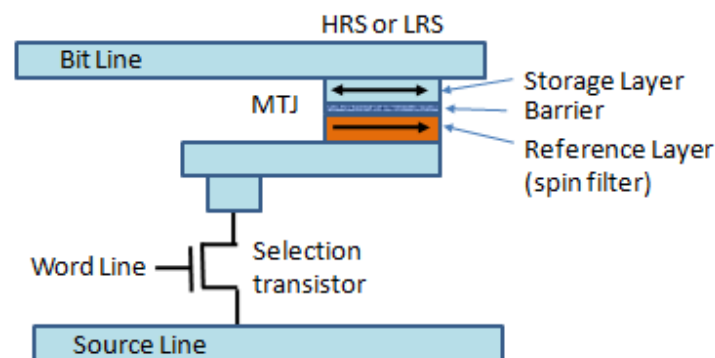 HRS or LRS
Bit Line
MTJ
Storage Layer
Barrier
Reference Layer
(spin filter)
Word Line
Selection
transistor
Source Line